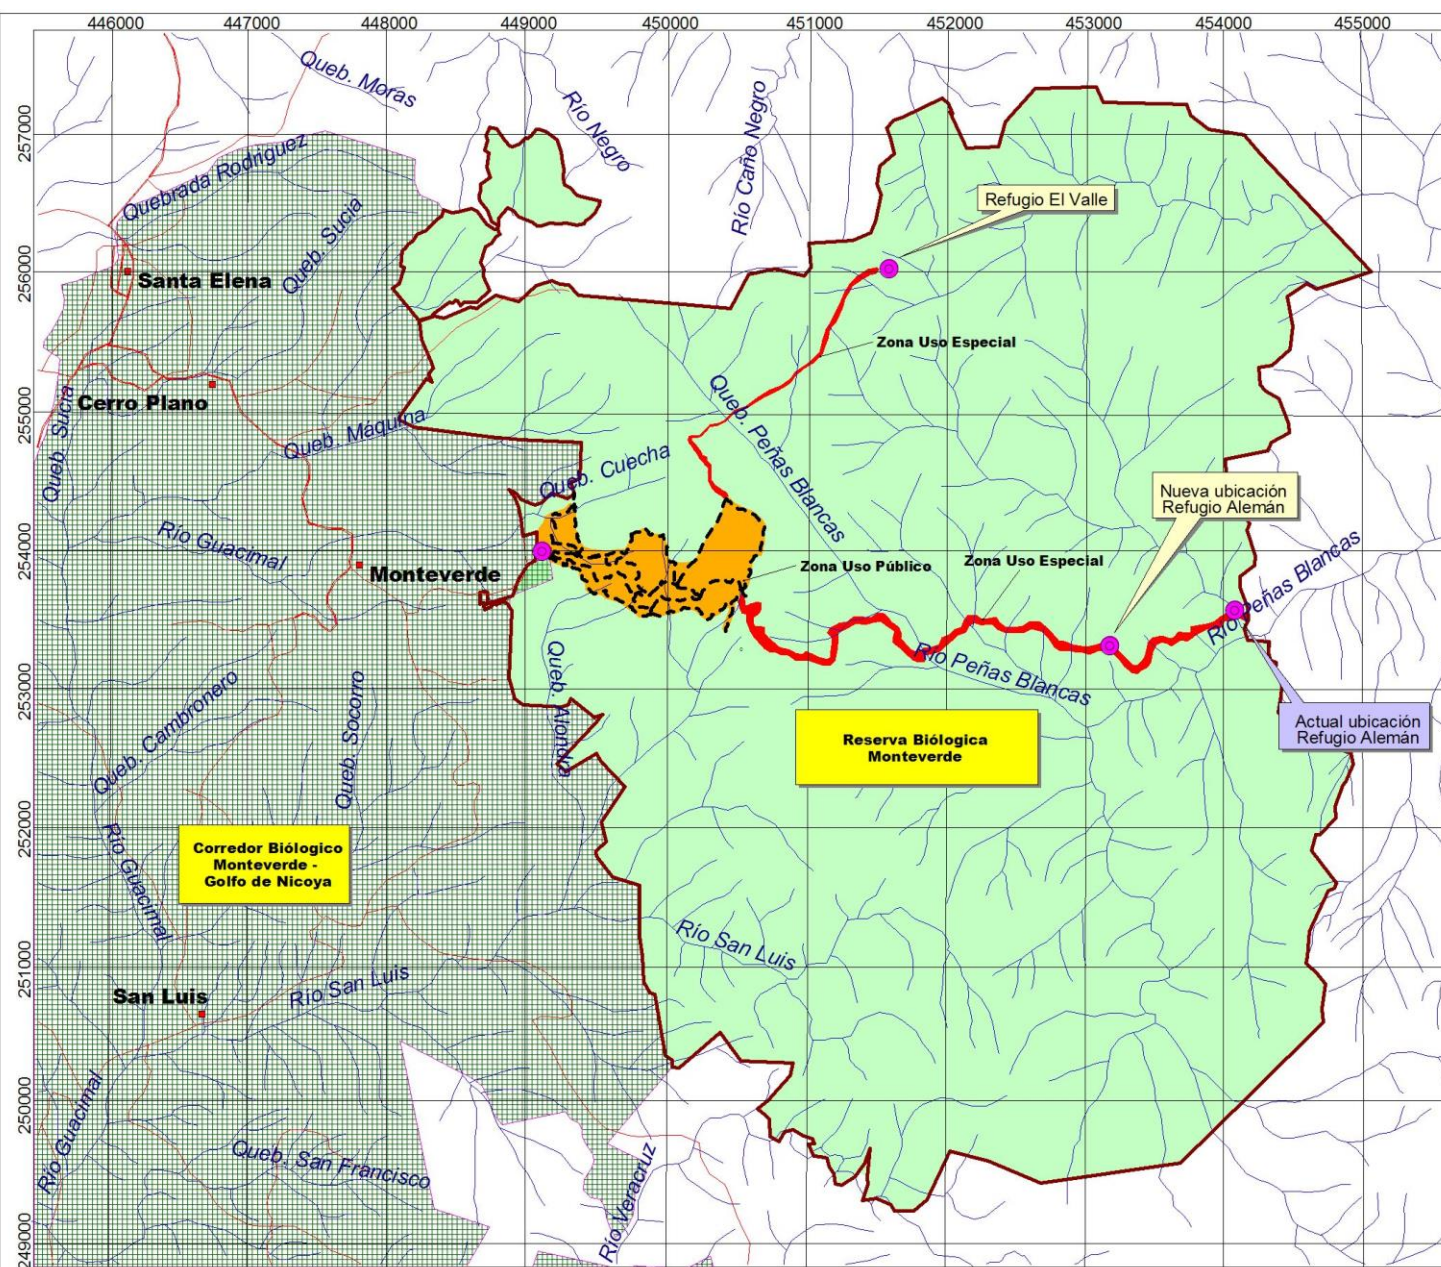 446000 447000 448000 449000 450000 451000 452000 453000 454000 455000
257000
256000
255000
254000
253000
252000
251000
250000
249000
Queb. Moras
Río Negro
Río Caño Negro
Quebrada Rodriguez
Queb. Sucia
Refugio El Valle
Santa Elena
Zona Uso Especial
Cerro Plano
Queb. Sucia
Queb. Máquina
Queb. Cuecha
Queb. Peñas Blancas
Nueva ubicación
Refugio Alemán
Río Guacimal
Monteverde
Zona Uso Público
Zona Uso Especial
Río Peñas Blancas
Río Peñas Blancas
Queb. Cambronero
Queb. Socorro
Queb. Alondra
Reserva Biólogica
Monteverde
Actual ubicación
Refugio Alemán
Río Guacimal
Corredor Biólogico
Monteverde -
Golfo de Nicoya
Río San Luis
San Luis
Río San Luis
Río Guacimal
Queb. San Francisco
Río Veracruz